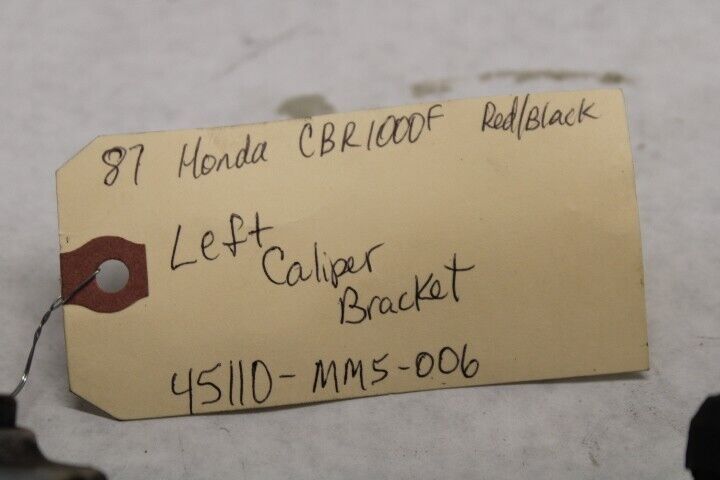 87 Honda CBR1000F Red/Black
Left
Caliper
Bracket
45110-MM5-006